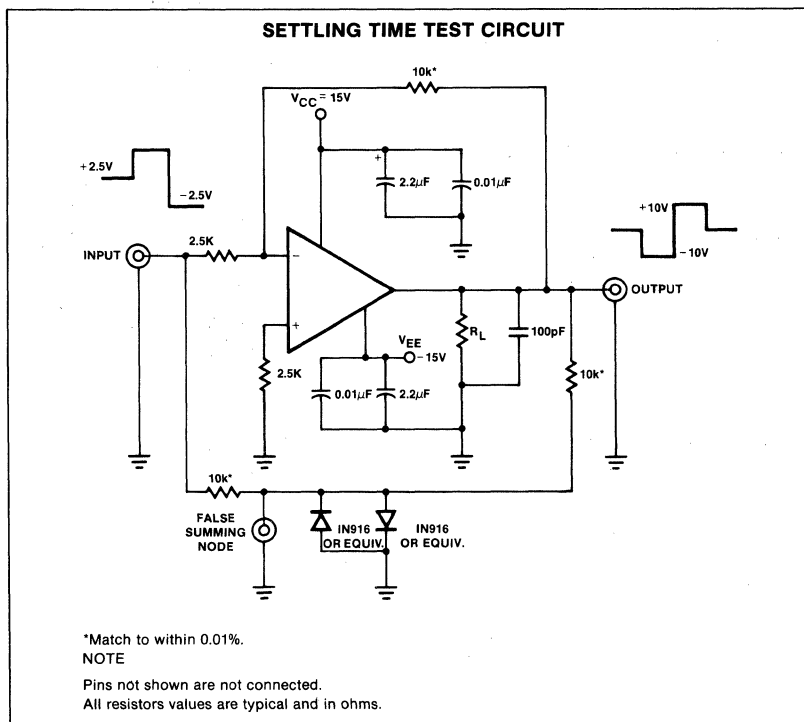 SETTLING TIME TEST CIRCUIT
10k*
VCC = 15V
+2.5V
-2.5V
+
2.2μF
0.01μF
INPUT
2.5K
-
+
+10V
-10V
OUTPUT
RL
100pF
VEE
-15V
2.5K
0.01μF
2.2μF
10k*
10k*
FALSE
SUMMING
NODE
IN916
OR EQUIV.
IN916
OR EQUIV.
*Match to within 0.01%.
NOTE
Pins not shown are not connected.
All resistors values are typical and in ohms.